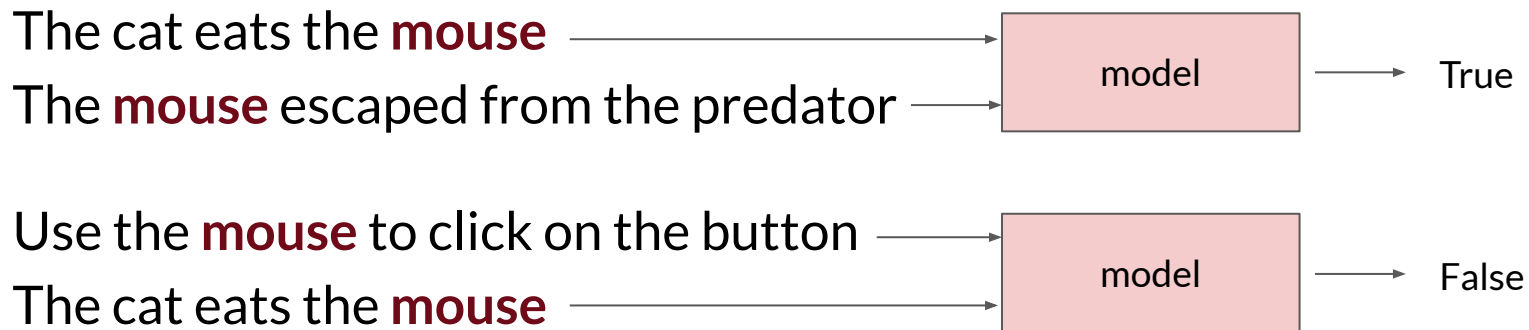 The cat eats the mouse
The mouse escaped from the predator
model
True
Use the mouse to click on the button
The cat eats the mouse
model
False